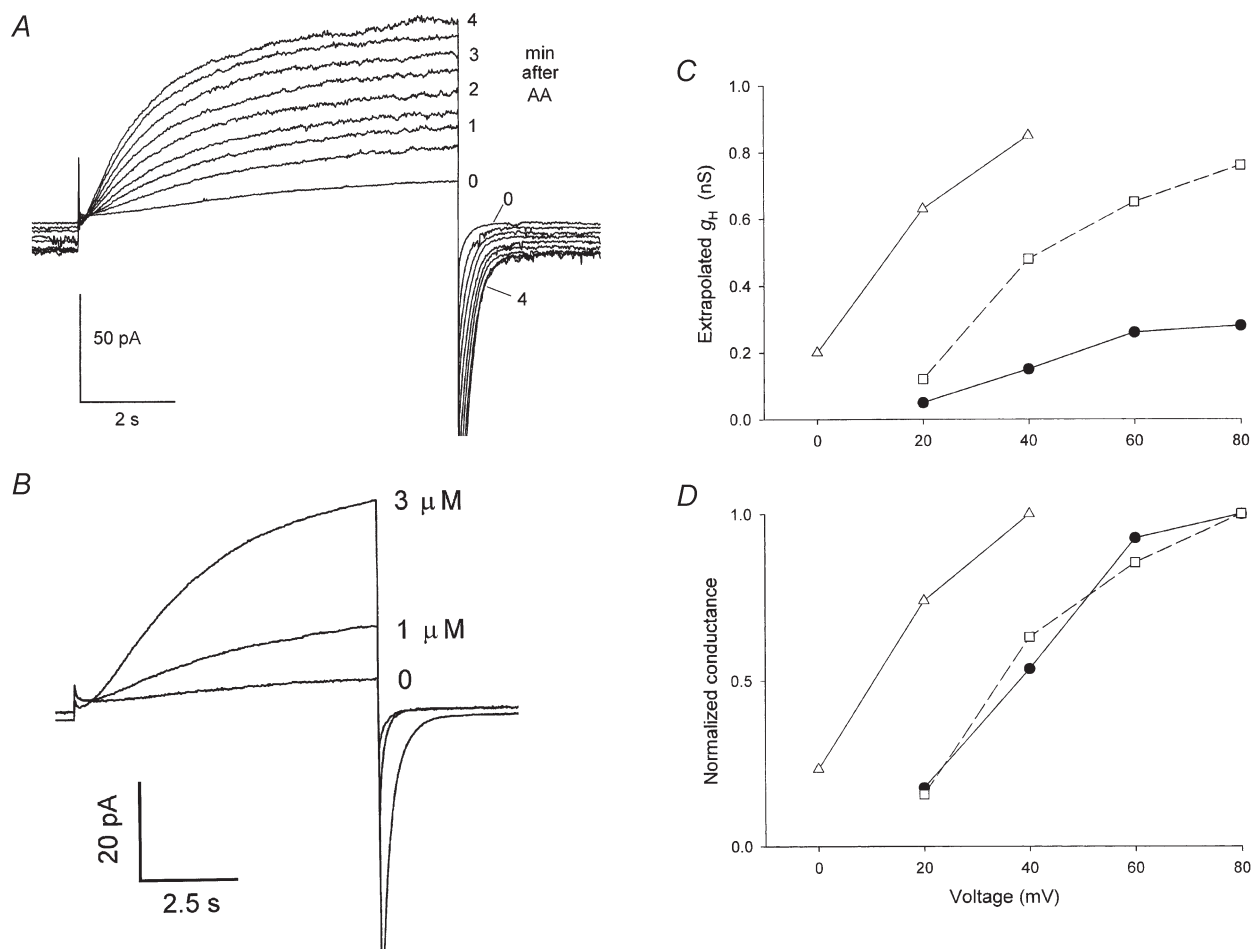 A
4
3
2
1
0
min
after
AA
0
4
50 pA
2 s
B
3 μM
1 μM
0
20 pA
2.5 s
C
Extrapolated gH (nS)
1.0
0.8
0.6
0.4
0.2
0.0
0 20 40 60 80
D
Normalized conductance
1.0
0.5
0.0
0 20 40 60 80
Voltage (mV)